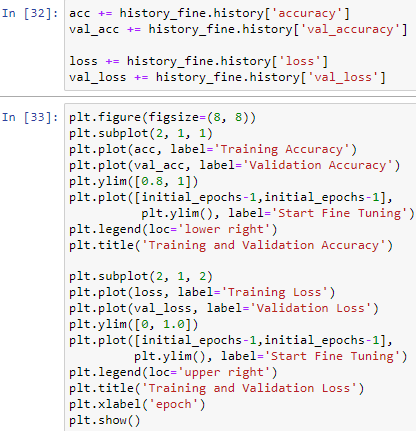 In [32]: acc += history_fine.history['accuracy']
val_acc += history_fine.history['val_accuracy']
loss += history_fine.history['loss']
val_loss += history_fine.history['val_loss']
In [33]: plt.figure(figsize=(8, 8))
plt.subplot(2, 1, 1)
plt.plot(acc, label='Training Accuracy')
plt.plot(val_acc, label='Validation Accuracy')
plt.ylim([0.8, 1])
plt.plot([initial_epochs-1,initial_epochs-1],
plt.ylim(), label='Start Fine Tuning')
plt.legend(loc='lower right')
plt.title('Training and Validation Accuracy')
plt.subplot(2, 1, 2)
plt.plot(loss, label='Training Loss')
plt.plot(val_loss, label='Validation Loss')
plt.ylim([0, 1.0])
plt.plot([initial_epochs-1,initial_epochs-1],
plt.ylim(), label='Start Fine Tuning')
plt.legend(loc='upper right')
plt.title('Training and Validation Loss')
plt.xlabel('epoch')
plt.show()